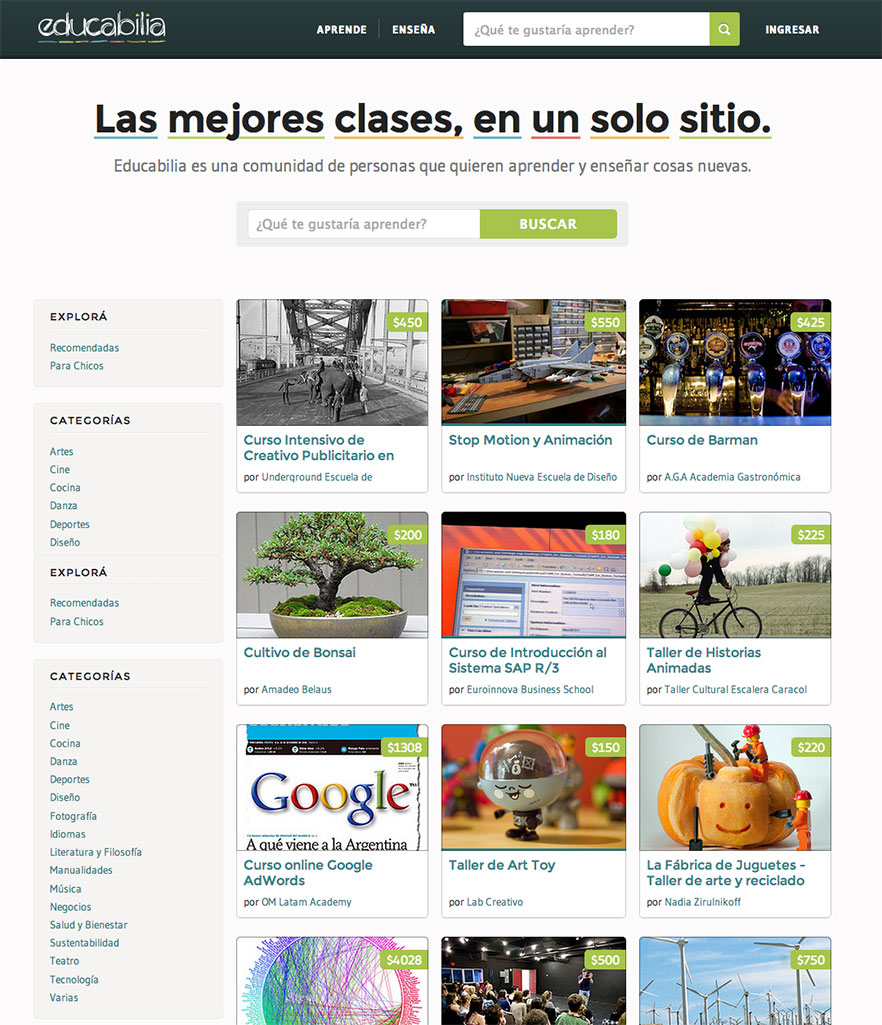 educabilia
APRENDE
ENSEÑA
¿Qué te gustaría aprender?
INGRESAR
Las mejores clases, en un solo sitio.
Educabilia es una comunidad de personas que quieren aprender y enseñar cosas nuevas.
¿Qué te gustaría aprender?
BUSCAR
EXPLORÁ
Recomendadas
Para Chicos
CATEGORÍAS
Artes
Cine
Cocina
Danza
Deportes
Diseño
EXPLORÁ
Recomendadas
Para Chicos
CATEGORÍAS
Artes
Cine
Cocina
Danza
Deportes
Diseño
Fotografía
Idiomas
Literatura y Filosofía
Manualidades
Música
Negocios
Salud y Bienestar
Sustentabilidad
Teatro
Tecnología
Varias
$450
Curso Intensivo de
Creativo Publicitario en
por Underground Escuela de
$550
Stop Motion y Animación
por Instituto Nueva Escuela de Diseño
$425
Curso de Barman
por A.G.A Academia Gastronómica
$200
Cultivo de Bonsai
por Amadeo Belaus
$180
Curso de Introducción al
Sistema SAP R/3
por Euroinnova Business School
$225
Taller de Historias
Animadas
por Taller Cultural Escalera Caracol
$1308
Google
A qué viene a la Argentina
Curso online Google
AdWords
por OM Latam Academy
$150
Taller de Art Toy
por Lab Creativo
$220
La Fábrica de Juguetes -
Taller de arte y reciclado
por Nadia Zirulnikoff
$4028
$500
$750